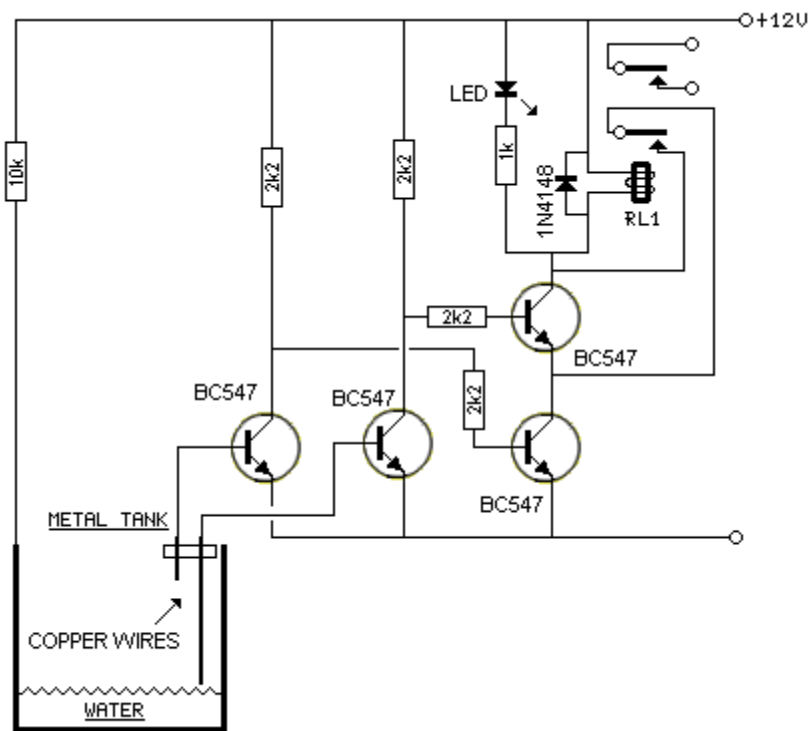 +12V
LED
10k
2k2
2k2
1k
1N4148
RL1
2k2
BC547
BC547
BC547
2k2
BC547
METAL TANK
COPPER WIRES
WATER